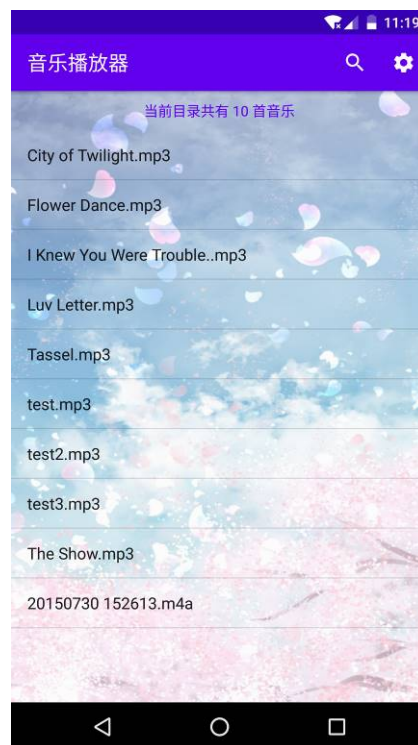 11:19
音乐播放器
当前目录共有 10 首音乐
City of Twilight.mp3
Flower Dance.mp3
I Knew You Were Trouble..mp3
Luv Letter.mp3
Tassel.mp3
test.mp3
test2.mp3
test3.mp3
The Show.mp3
20150730 152613.m4a